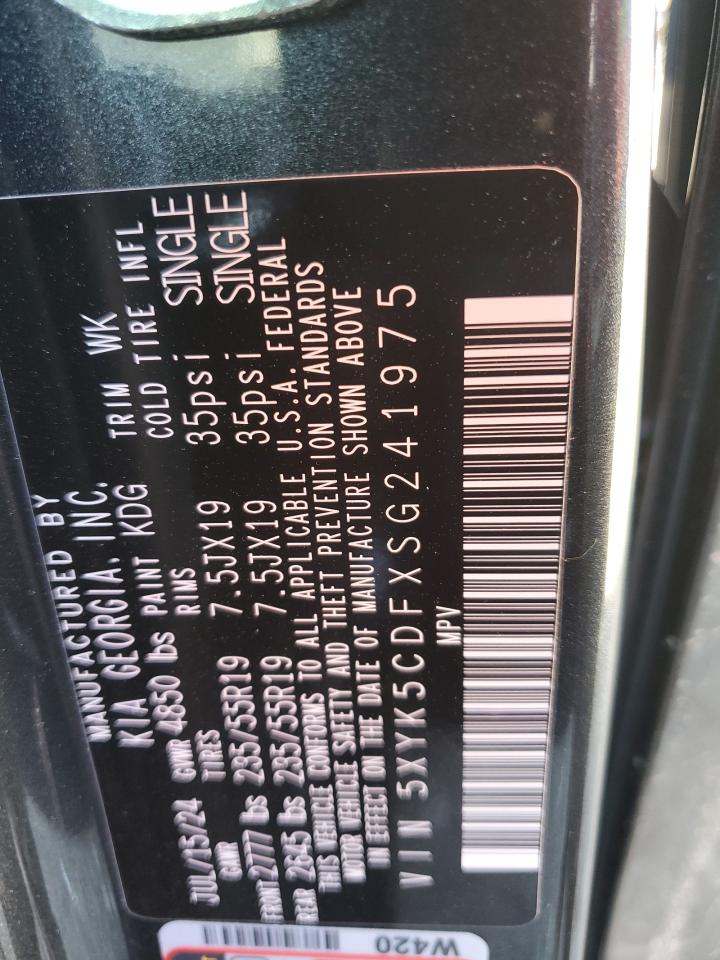 MANUFACTURED BY
KIA GEORGIA, INC.
JUL/15/24 GVWR 4850 lbs PAINT KDG TRIM WK
GAWR TIRES RIMS COLD TIRE INFL
FRONT 2777 lbs 235/55R19 7.5JX19 35psi SINGLE
REAR 2645 lbs 235/55R19 7.5JX19 35psi SINGLE
THIS VEHICLE CONFORMS TO ALL APPLICABLE U.S.A. FEDERAL
MOTOR VEHICLE SAFETY AND THEFT PREVENTION STANDARDS
IN EFFECT ON THE DATE OF MANUFACTURE SHOWN ABOVE
VIN 5XYK5CDFXSG241975
MPV
W420